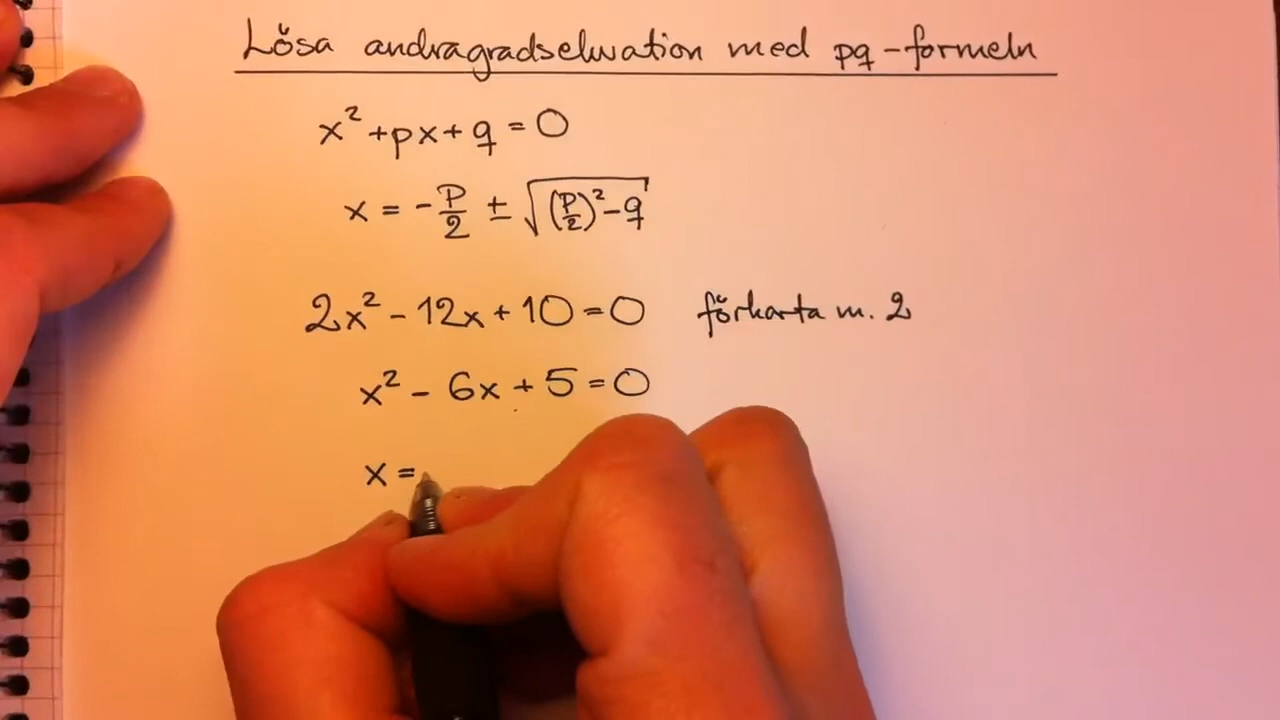 Lösa andragradsekvation med pq-formeln
x² + px + q = 0
x = -p/2 ± √((p/2)² - q)
2x² - 12x + 10 = 0 förkorta m. 2
x² - 6x + 5 = 0
x =